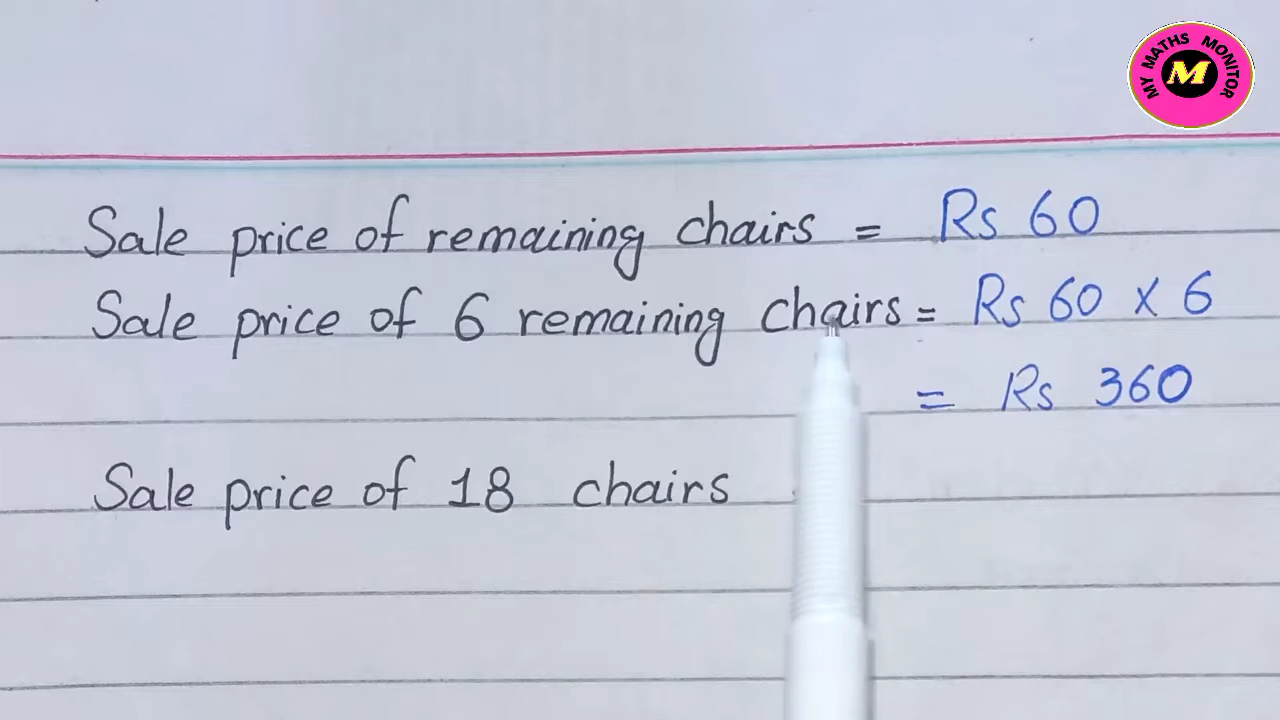 MY MATHS MONITOR
M
Sale price of remaining chairs = Rs 60
Sale price of 6 remaining chairs = Rs 60 x 6
= Rs 360
Sale price of 18 chairs